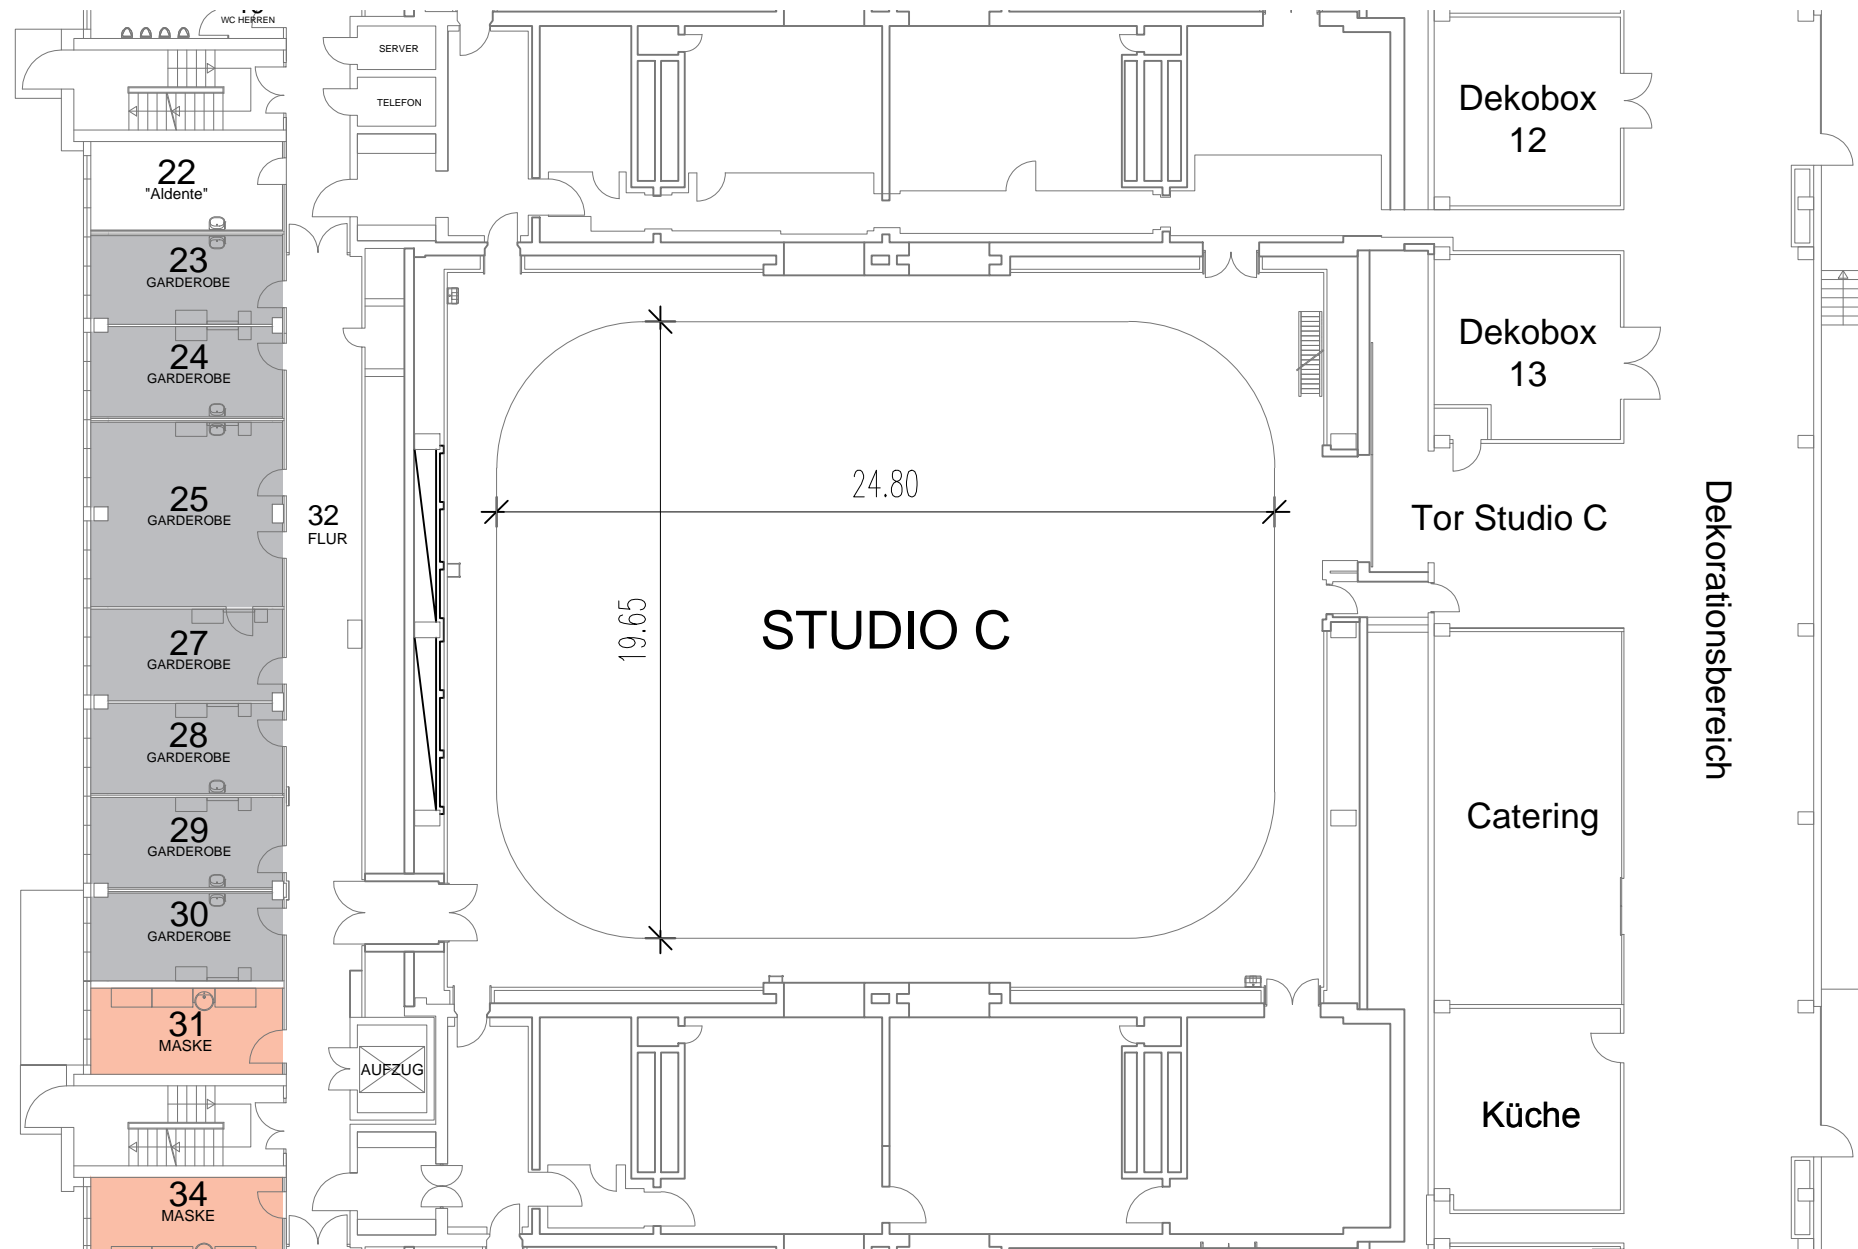 WC HERREN
SERVER
TELEFON
Dekobox
12
22
"Aldente"
23
GARDEROBE
24
GARDEROBE
Dekobox
13
25
GARDEROBE
32
FLUR
24.80
Tor Studio C
Dekorationsbereich
19.65
STUDIO C
27
GARDEROBE
28
GARDEROBE
29
GARDEROBE
Catering
30
GARDEROBE
31
MASKE
AUFZUG
Küche
34
MASKE